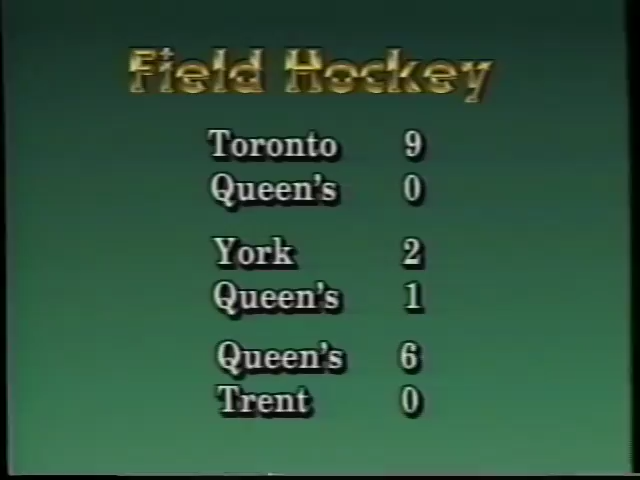 Field Hockey
Toronto 9
Queen's 0
York 2
Queen's 1
Queen's 6
Trent 0